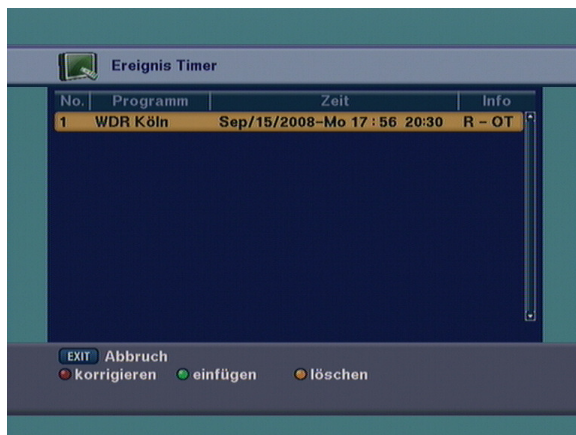 Ereignis Timer
No. Programm Zeit Info
1 WDR Köln Sep/15/2008-Mo 17:56 20:30 R - OT
EXIT Abbruch
korrigieren einfügen löschen